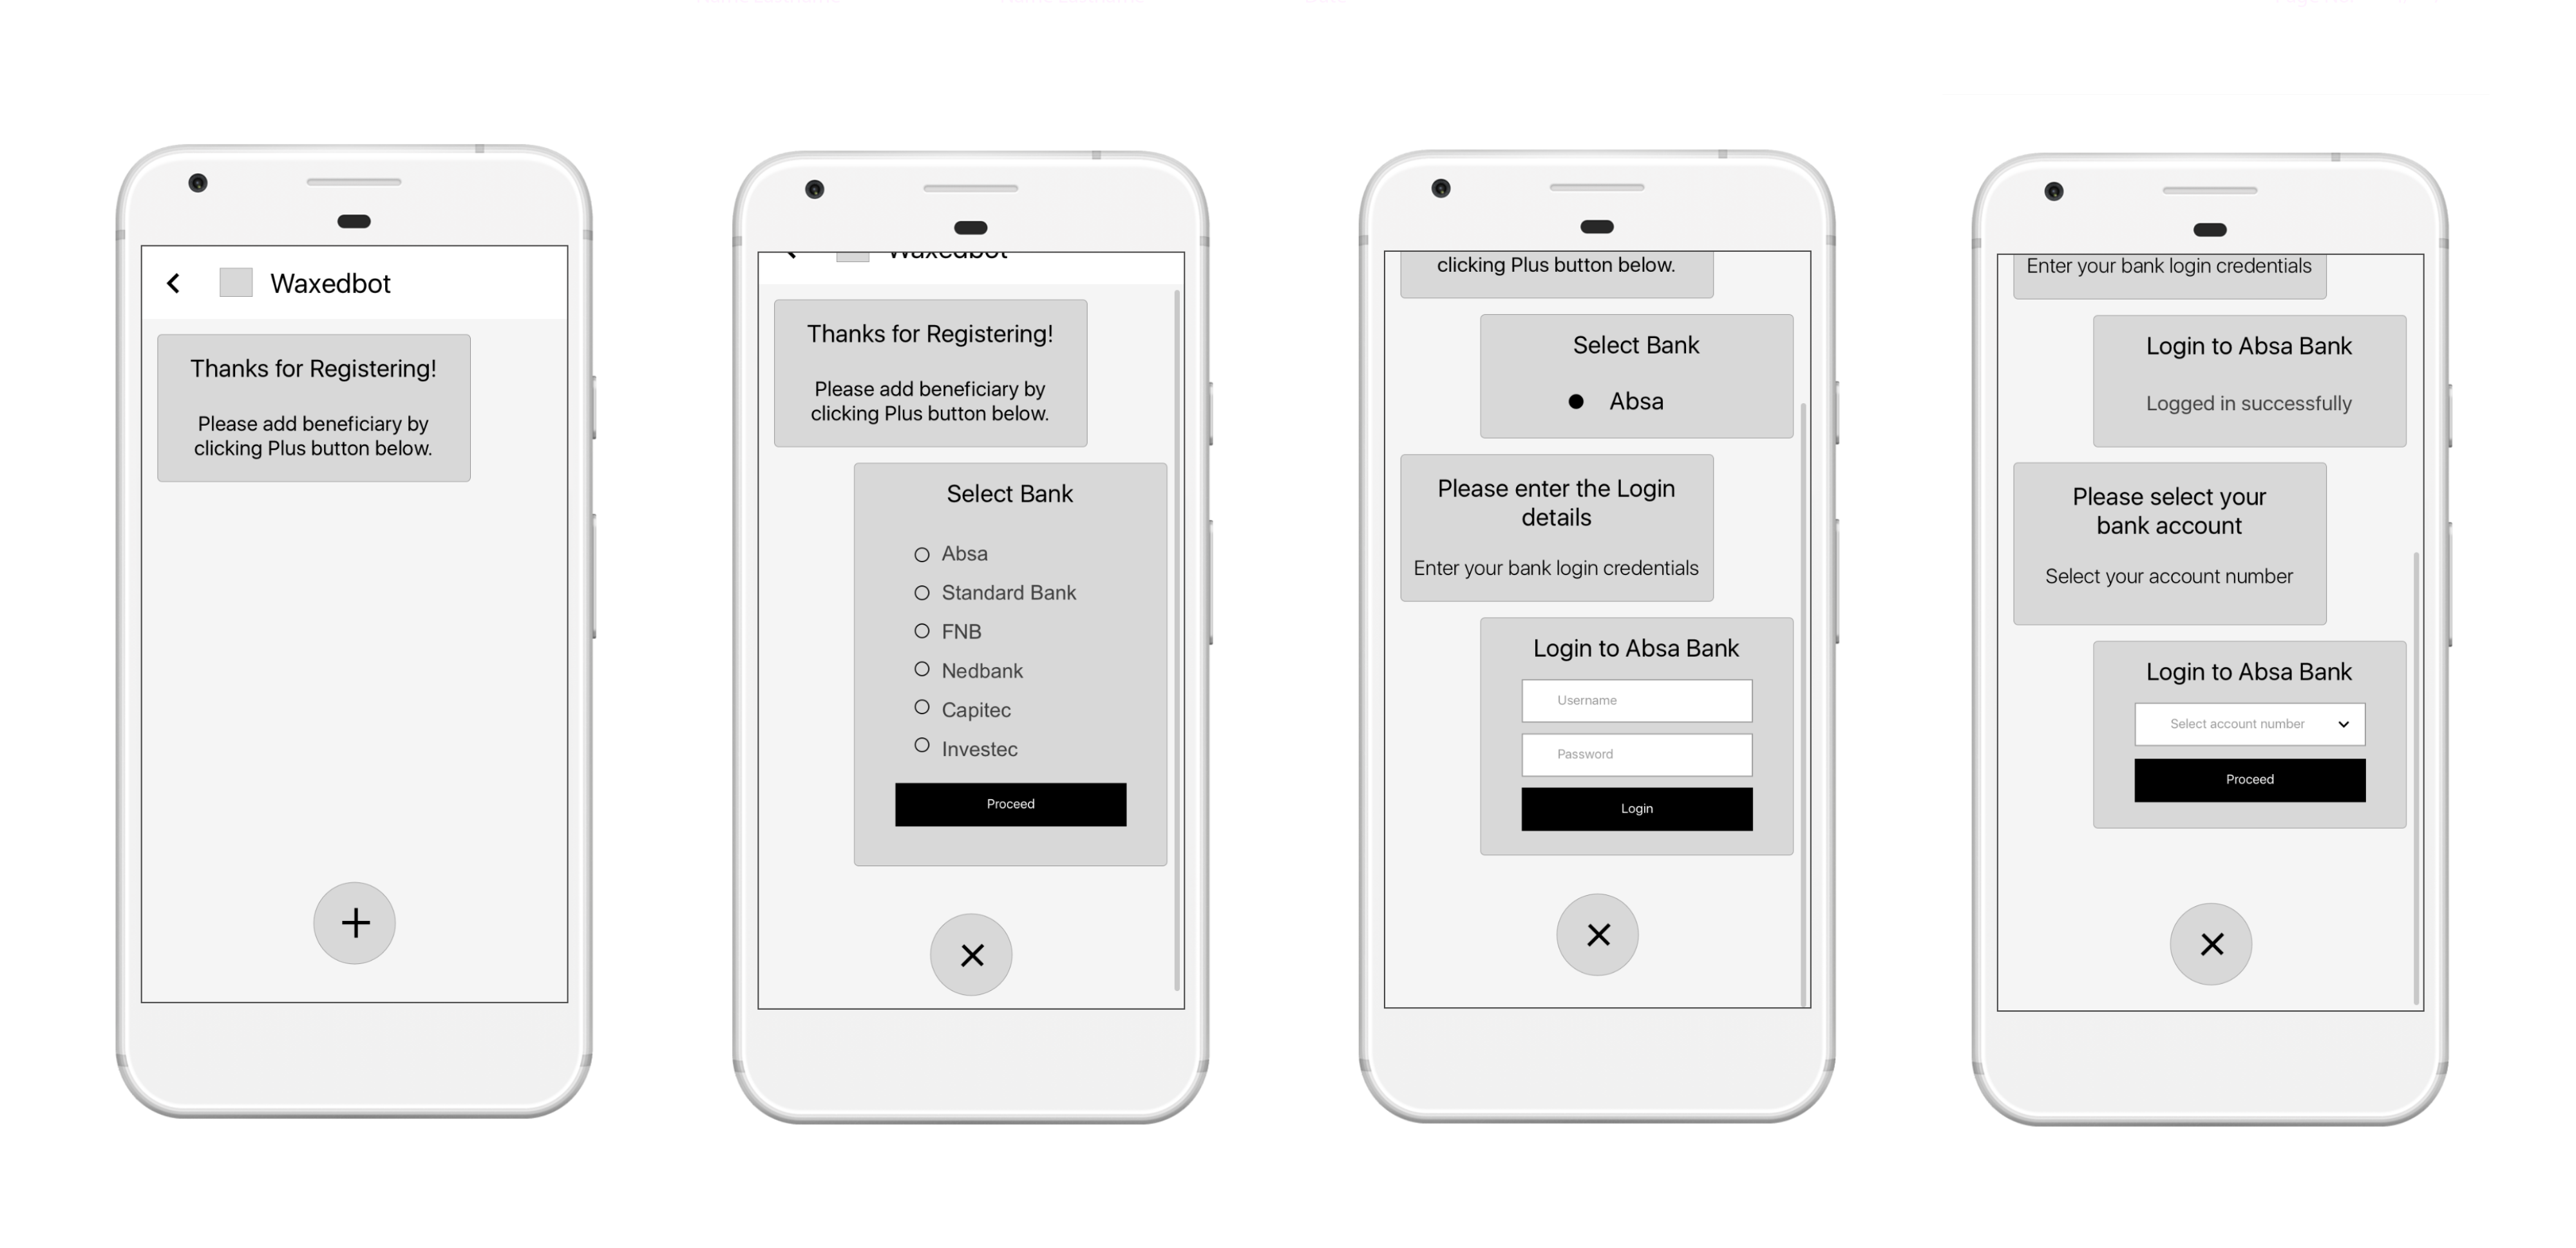 Waxedbot
Thanks for Registering!
Please add beneficiary by
clicking Plus button below.
Waxedbot
Thanks for Registering!
Please add beneficiary by
clicking Plus button below.
Select Bank
Absa
Standard Bank
FNB
Nedbank
Capitec
Investec
Proceed
clicking Plus button below.
Select Bank
Absa
Please enter the Login
details
Enter your bank login credentials
Login to Absa Bank
Username
Password
Login
Enter your bank login credentials
Login to Absa Bank
Logged in successfully
Please select your
bank account
Select your account number
Login to Absa Bank
Select account number
Proceed